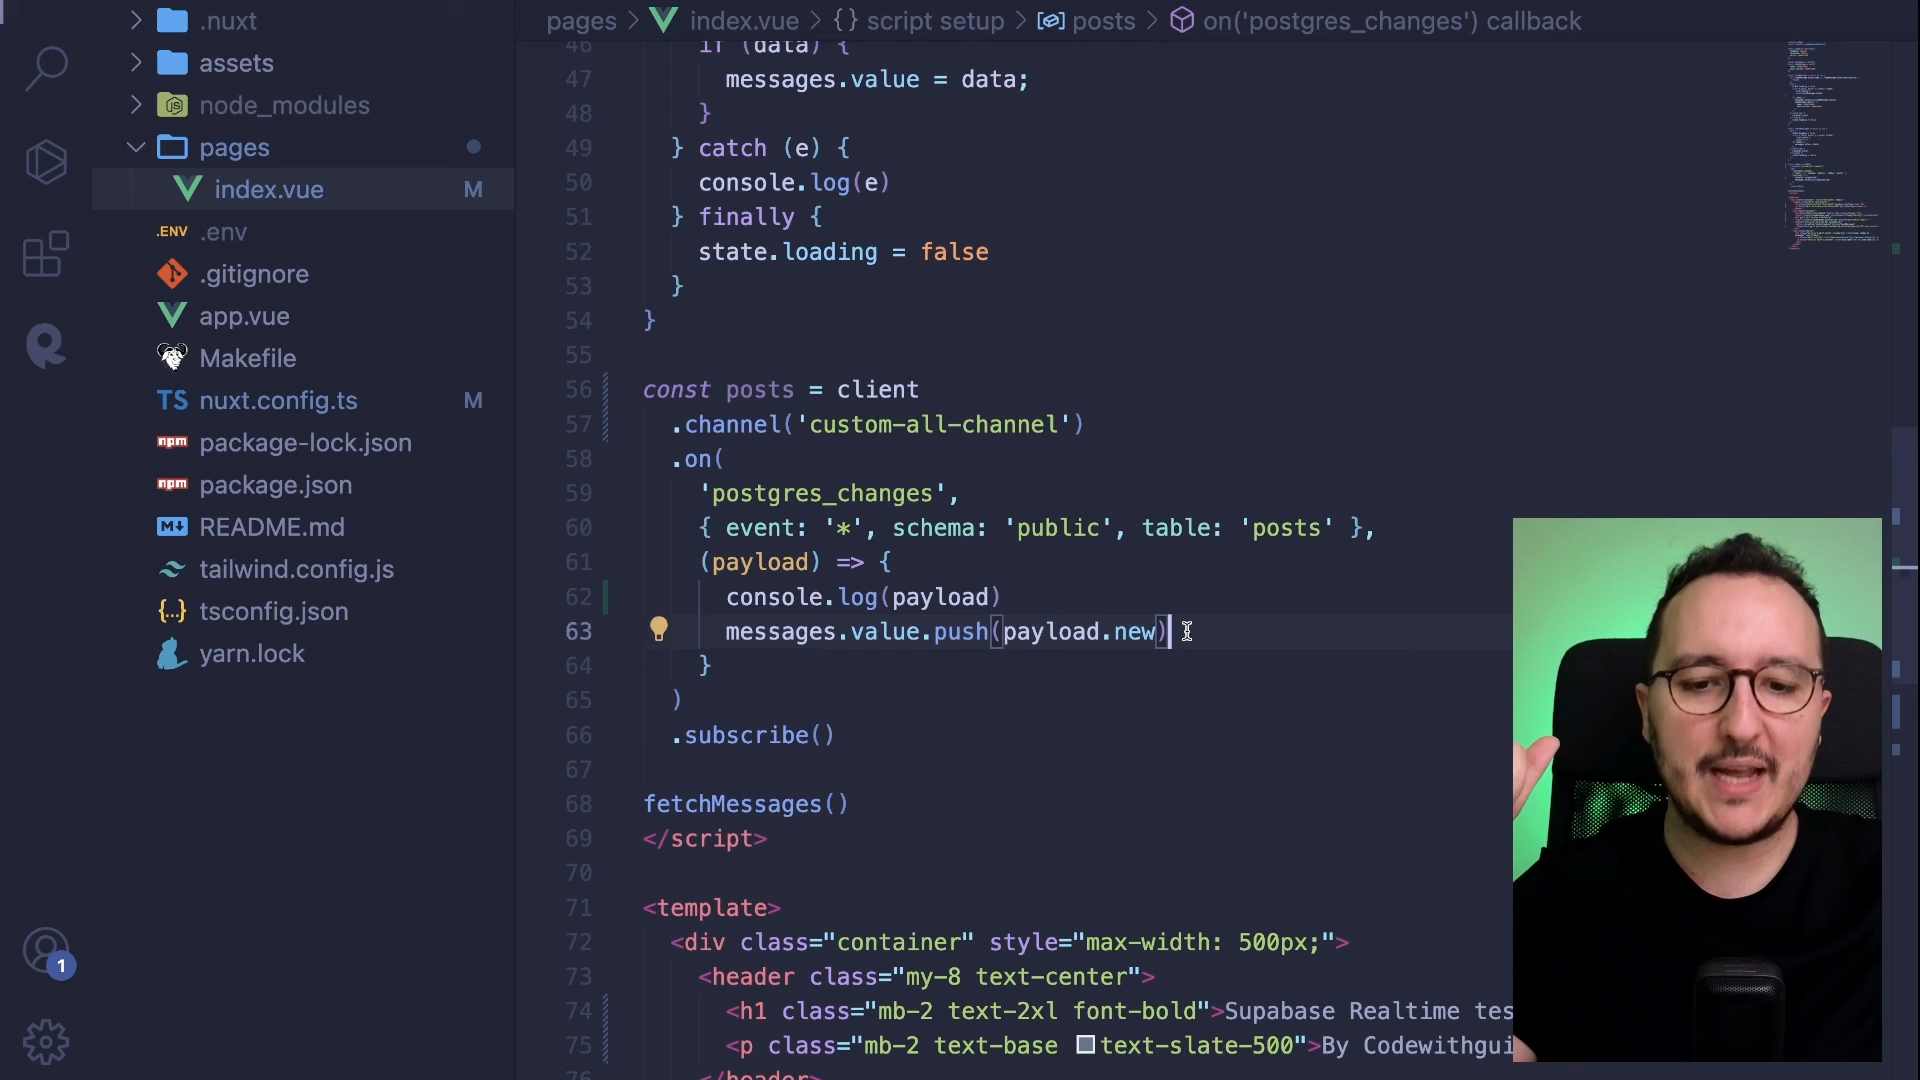 pages > index.vue > {} script setup > posts > on('postgres_changes') callback
.nuxt
assets
node_modules
pages
index.vue M
.env
.gitignore
app.vue
Makefile
TS nuxt.config.ts M
npm package-lock.json
npm package.json
README.md
tailwind.config.js
{..} tsconfig.json
yarn.lock
1
46 if (data) {
47 messages.value = data;
48 }
49 } catch (e) {
50 console.log(e)
51 } finally {
52 state.loading = false
53 }
54 }
55
56 const posts = client
57 .channel('custom-all-channel')
58 .on(
59 'postgres_changes',
60 { event: '*', schema: 'public', table: 'posts' },
61 (payload) => {
62 console.log(payload)
63 messages.value.push(payload.new)
64 }
65 )
66 .subscribe()
67
68 fetchMessages()
69 </script>
70
71 <template>
72 <div class="container" style="max-width: 500px;">
73 <header class="my-8 text-center">
74 <h1 class="mb-2 text-2xl font-bold">Supabase Realtime tes
75 <p class="mb-2 text-base text-slate-500">By Codewithgui
76 </header>